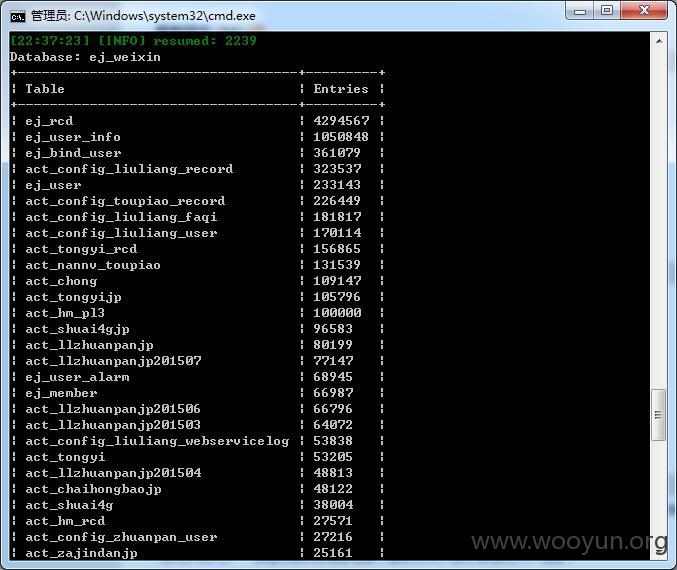 管理员: C:\Windows\system32\cmd.exe
[22:37:23] [INFO] resumed: 2239
Database: ej_weixin
| Table | Entries |
| ej_rcd | 4294567 |
| ej_user_info | 1050848 |
| ej_bind_user | 361079 |
| act_config_liuliang_record | 323537 |
| ej_user | 233143 |
| act_config_toupiao_record | 226449 |
| act_config_liuliang_faqi | 181817 |
| act_config_liuliang_user | 170114 |
| act_tongyi_rcd | 156865 |
| act_nannv_toupiao | 131539 |
| act_chong | 109147 |
| act_tongyijp | 105796 |
| act_hm_pl3 | 100000 |
| act_shuai4gjp | 96583 |
| act_llzhuanpanjp | 80199 |
| act_llzhuanpanjp201507 | 77147 |
| ej_user_alarm | 68945 |
| ej_member | 66987 |
| act_llzhuanpanjp201506 | 66796 |
| act_llzhuanpanjp201503 | 64072 |
| act_config_liuliang_webservicelog | 53838 |
| act_tongyi | 53205 |
| act_llzhuanpanjp201504 | 48813 |
| act_chaihongbaojp | 48122 |
| act_shuai4g | 38004 |
| act_hm_rcd | 27571 |
| act_config_zhuanpan_user | 27216 |
| act_zajindanjp | 25161 |
www.wooyun.org